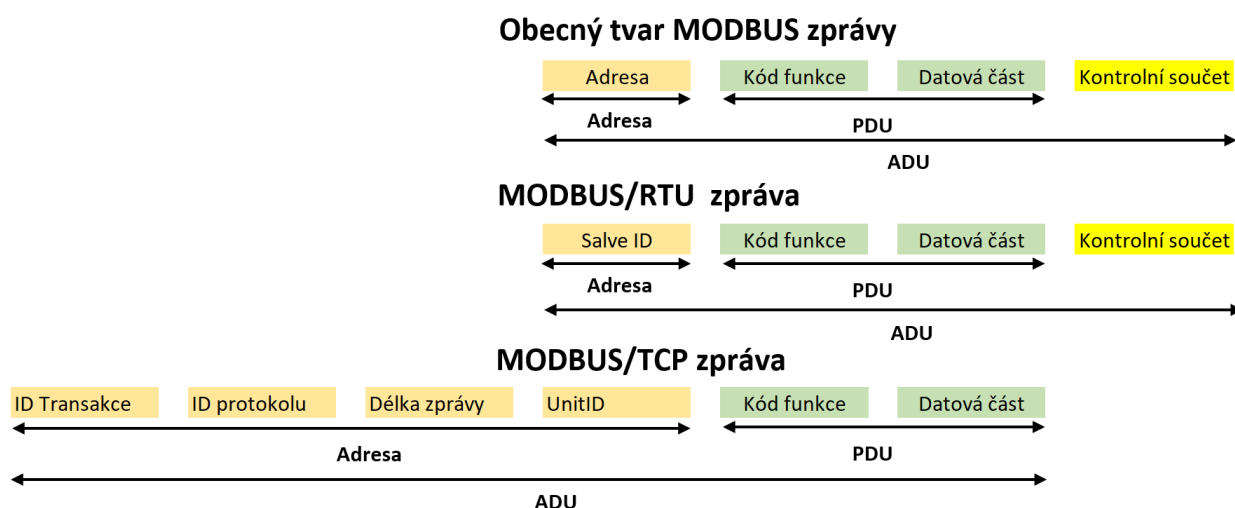 Obecný tvar MODBUS zprávy
Adresa Kód funkce Datová část Kontrolní součet
Adresa PDU
ADU
MODBUS/RTU zpráva
Salve ID Kód funkce Datová část Kontrolní součet
Adresa PDU
ADU
MODBUS/TCP zpráva
ID Transakce ID protokolu Délka zprávy UnitID Kód funkce Datová část
Adresa PDU
ADU